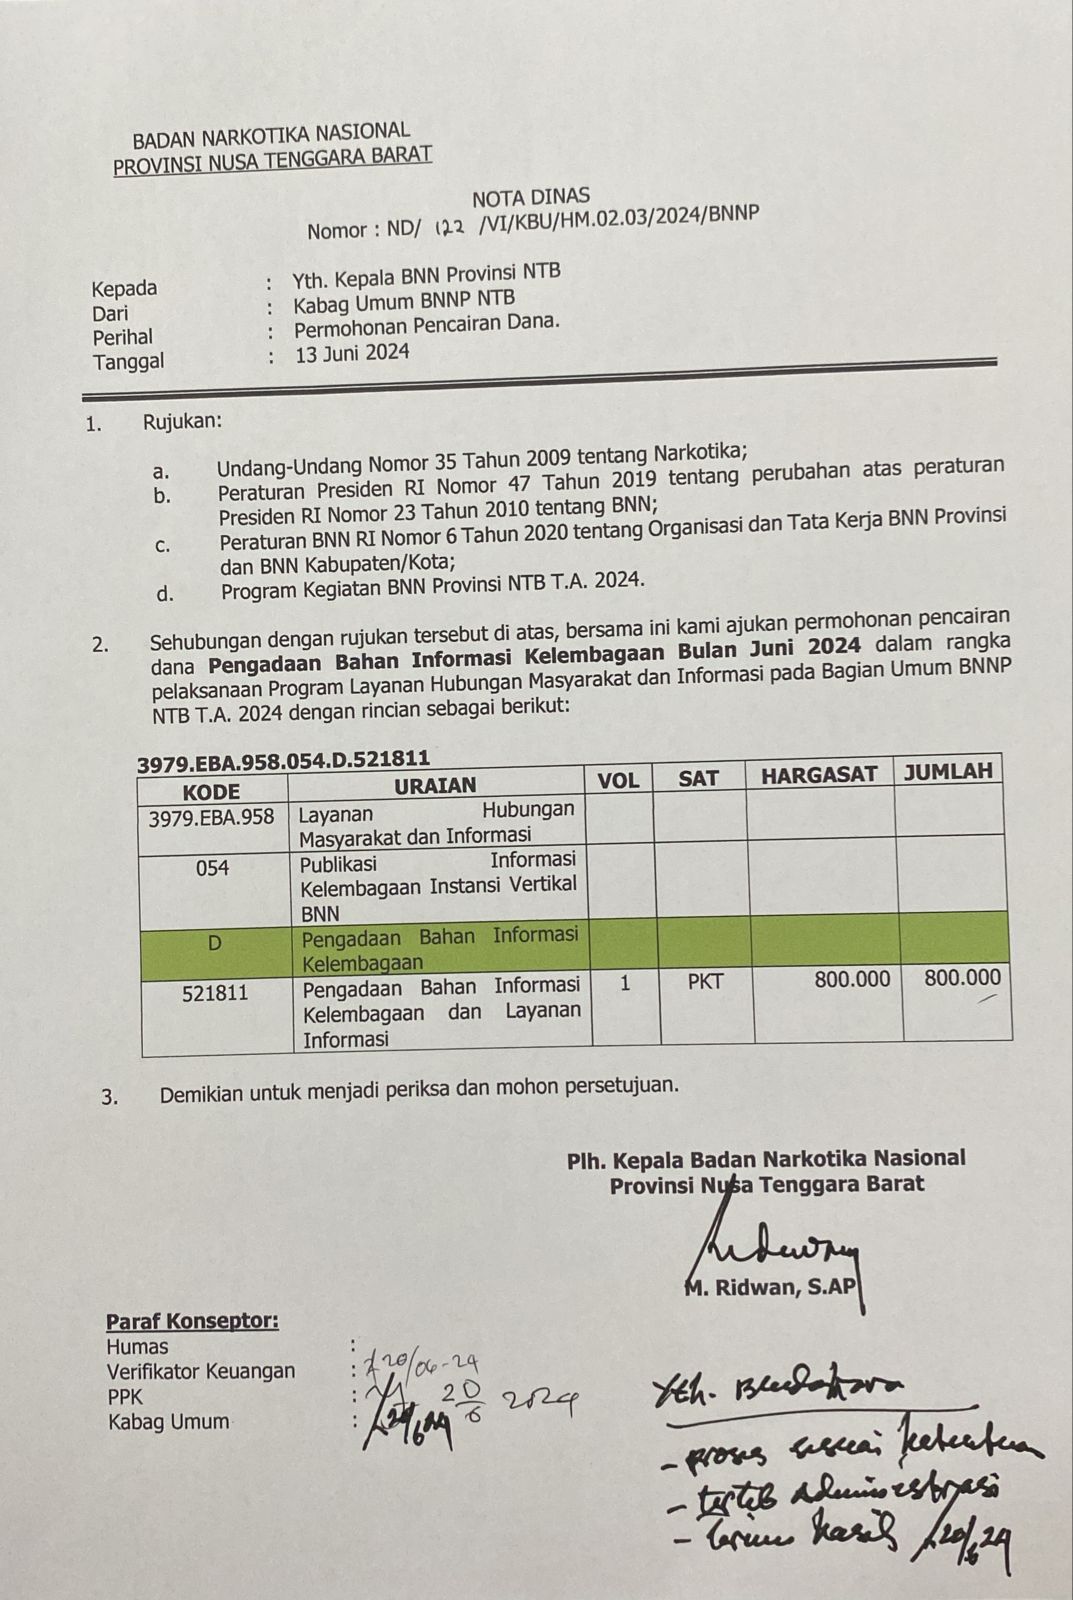 BADAN NARKOTIKA NASIONAL
PROVINSI NUSA TENGGARA BARAT
NOTA DINAS
Nomor : ND/ 122 /VI/KBU/HM.02.03/2024/BNNP
Kepada : Yth. Kepala BNN Provinsi NTB
Dari : Kabag Umum BNNP NTB
Perihal : Permohonan Pencairan Dana.
Tanggal : 13 Juni 2024
1. Rujukan:
a. Undang-Undang Nomor 35 Tahun 2009 tentang Narkotika;
b. Peraturan Presiden RI Nomor 47 Tahun 2019 tentang perubahan atas peraturan
Presiden RI Nomor 23 Tahun 2010 tentang BNN;
c. Peraturan BNN RI Nomor 6 Tahun 2020 tentang Organisasi dan Tata Kerja BNN Provinsi
dan BNN Kabupaten/Kota;
d. Program Kegiatan BNN Provinsi NTB T.A. 2024.
2. Sehubungan dengan rujukan tersebut di atas, bersama ini kami ajukan permohonan pencairan
dana Pengadaan Bahan Informasi Kelembagaan Bulan Juni 2024 dalam rangka
pelaksanaan Program Layanan Hubungan Masyarakat dan Informasi pada Bagian Umum BNNP
NTB T.A. 2024 dengan rincian sebagai berikut:
3979.EBA.958.054.D.521811
KODE URAIAN VOL SAT HARGASAT JUMLAH
3979.EBA.958 Layanan Hubungan
Masyarakat dan Informasi
054 Publikasi Informasi
Kelembagaan Instansi Vertikal
BNN
D Pengadaan Bahan Informasi
Kelembagaan
521811 Pengadaan Bahan Informasi 1 PKT 800.000 800.000
Kelembagaan dan Layanan
Informasi
3. Demikian untuk menjadi periksa dan mohon persetujuan.
Plh. Kepala Badan Narkotika Nasional
Provinsi Nusa Tenggara Barat
M. Ridwan, S.AP
Paraf Konseptor:
Humas :
Verifikator Keuangan : 20/06-24
PPK : 20/6 2024
Kabag Umum :
Yth. Bendahara
- proses sesuai ketentuan
- tertib Administrasi
- terima kasih 20/6 24